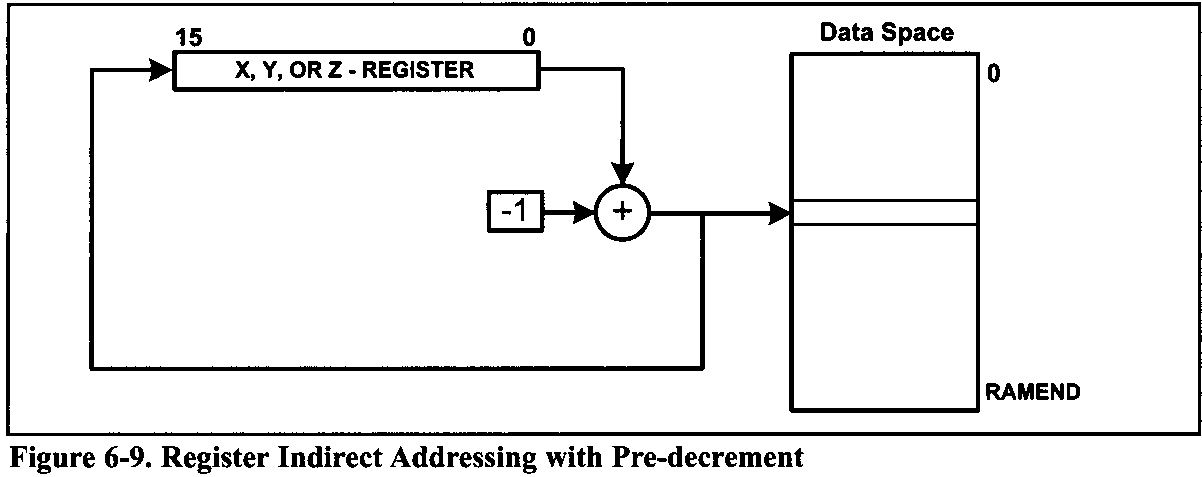 15 0
Data Space
X, Y, OR Z - REGISTER
0
-1
+
RAMEND
Figure 6-9. Register Indirect Addressing with Pre-decrement